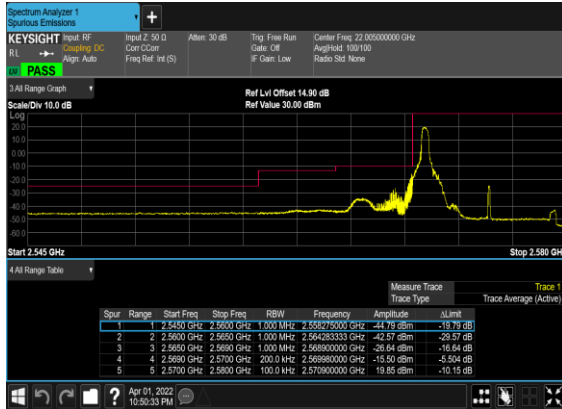 Spectrum Analyzer 1
Spurious Emissions
KEYSIGHT Input: RF Input Z: 50 Ω Atten: 30 dB Trig: Free Run Center Freq: 22.005000000 GHz
RL Coupling: DC Corr CCorr Gate: Off Avg|Hold: 100/100
Align: Auto Freq Ref: Int (S) IF Gain: Low Radio Std: None
PASS
3 All Range Graph Ref Lvl Offset 14.90 dB
Scale/Div 10.0 dB Ref Value 30.00 dBm
Log
20.0
10.0
0.00
-10.0
-20.0
-30.0
-40.0
-50.0
-60.0
Start 2.545 GHz Stop 2.580 GH
4 All Range Table
Measure Trace Trace 1
Trace Type Trace Average (Active)
Spur Range Start Freq Stop Freq RBW Frequency Amplitude ΔLimit
1 1 2.5450 GHz 2.5600 GHz 1.000 MHz 2.558275000 GHz -44.79 dBm -19.79 dB
2 2 2.5600 GHz 2.5650 GHz 1.000 MHz 2.564283333 GHz -42.57 dBm -29.57 dB
3 3 2.5650 GHz 2.5690 GHz 1.000 MHz 2.568900000 GHz -26.64 dBm -16.64 dB
4 4 2.5690 GHz 2.5700 GHz 200.0 kHz 2.569980000 GHz -15.50 dBm -5.504 dB
5 5 2.5700 GHz 2.5800 GHz 100.0 kHz 2.570900000 GHz 19.85 dBm -10.15 dB
Apr 01, 2022
10:50:33 PM